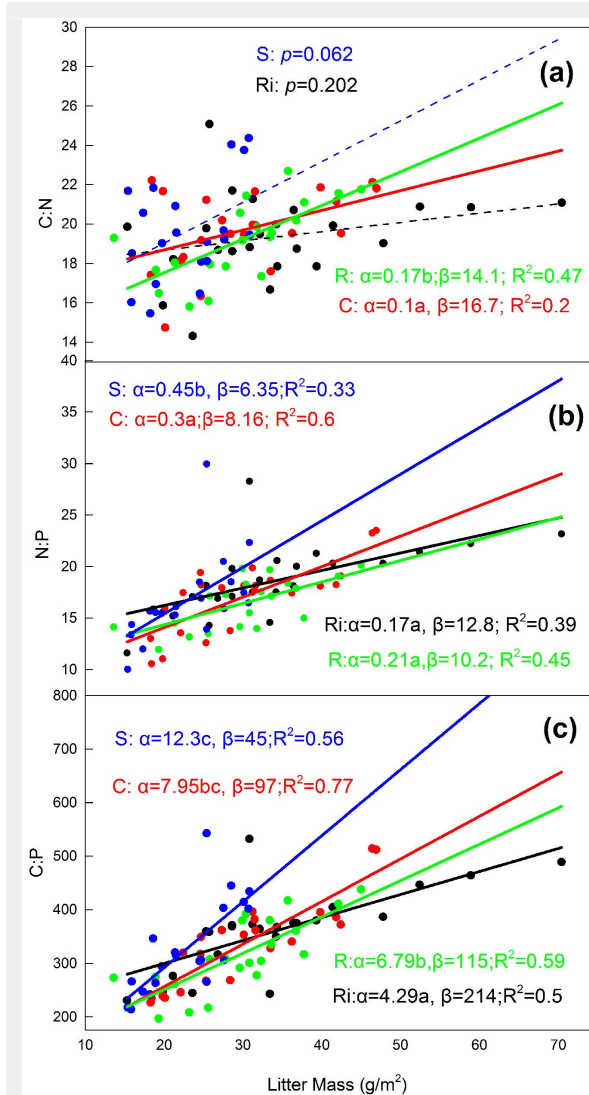 30
28
26
24
22
20
18
16
14
40
C:N
(a)
S: p=0.062
Ri: p=0.202
R: α=0.17b;β=14.1; R²=0.47
C: α=0.1a, β=16.7; R²=0.2
35
30
25
20
15
10
N:P
(b)
S: α=0.45b, β=6.35;R²=0.33
C: α=0.3a;β=8.16; R²=0.6
Ri:α=0.17a, β=12.8; R²=0.39
R:α=0.21a,β=10.2; R²=0.45
800
700
600
500
400
300
200
C:P
(c)
S: α=12.3c, β=45;R²=0.56
C: α=7.95bc, β=97;R²=0.77
R:α=6.79b,β=115;R²=0.59
Ri:α=4.29a, β=214;R²=0.5
10 20 30 40 50 60 70
Litter Mass (g/m²)